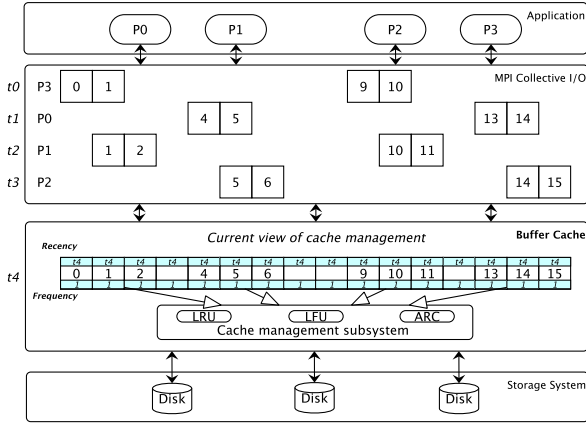 Application
P0 P1 P2 P3
MPI Collective I/O
t0 P3 0 1 9 10
t1 P0 4 5 13 14
t2 P1 1 2 10 11
t3 P2 5 6 14 15
Current view of cache management
Buffer Cache
Recency
t4 t4 t4 t4 t4 t4 t4 t4 t4 t4 t4 t4 t4 t4 t4 t4
t4 0 1 2 4 5 6 9 10 11 13 14 15
1 1 1 1 1 1 1 1 1 1 1 1 1 1 1 1
Frequency
LRU LFU ARC
Cache management subsystem
Storage System
Disk Disk Disk